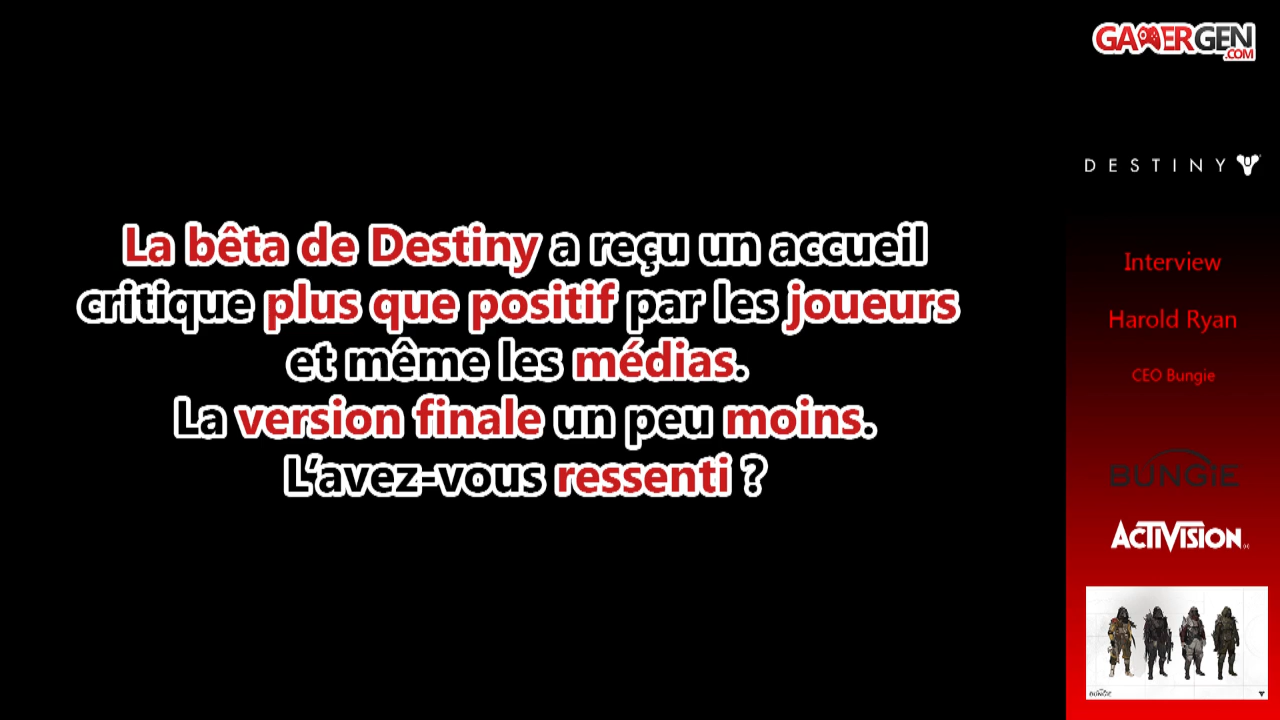 GAMERGEN
.COM
DESTINY
La bêta de Destiny a reçu un accueil
critique plus que positif par les joueurs
et même les médias.
La version finale un peu moins.
L‘avez-vous ressenti ?
Interview
Harold Ryan
CEO Bungie
BUNGIE
ACTIVISION
BUNGIE